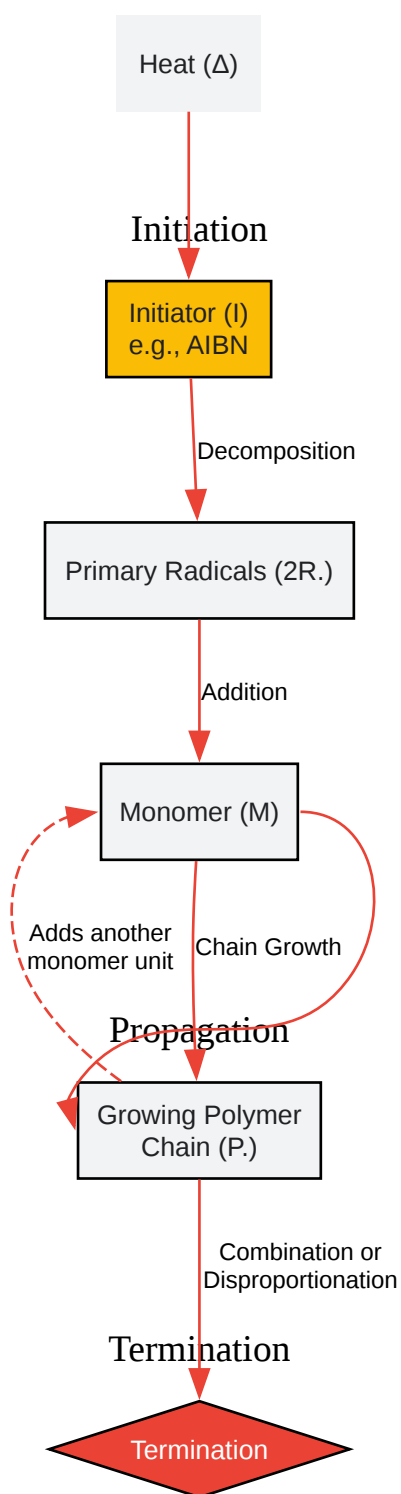 Heat (Δ)
Initiation
Initiator (I)
e.g., AIBN
Decomposition
Primary Radicals (2R.)
Addition
Monomer (M)
Adds another
monomer unit
Chain Growth
Propagation
Growing Polymer
Chain (P.)
Combination or
Disproportionation
Termination
Termination